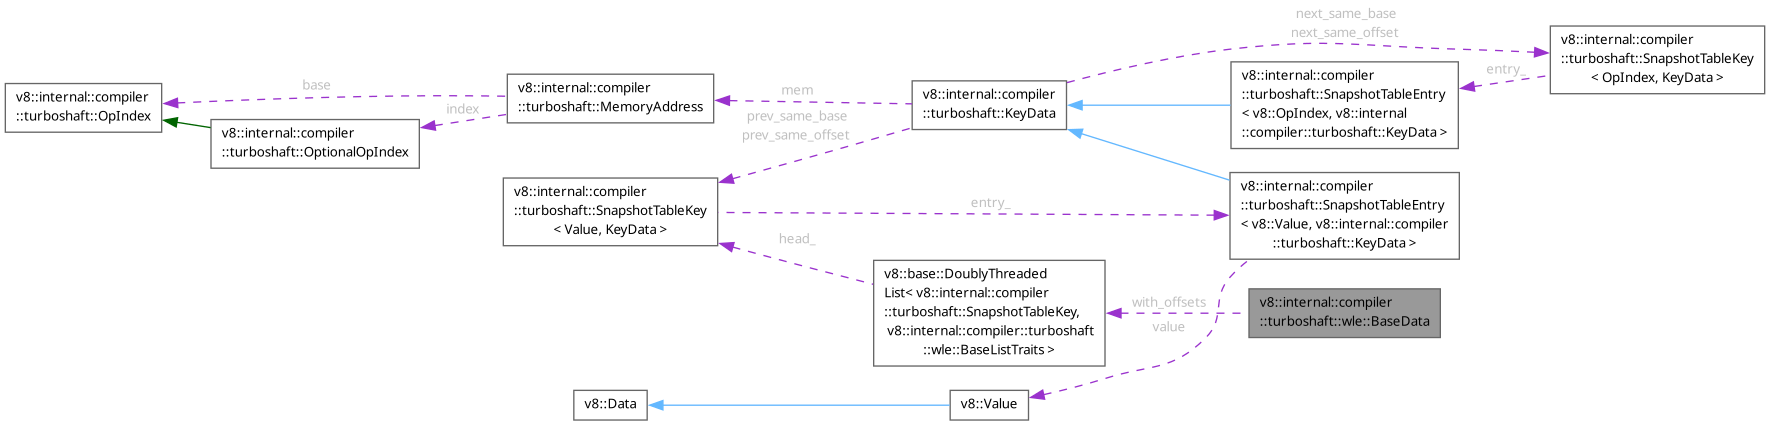 next_same_base
next_same_offset
v8::internal::compiler
::turboshaft::SnapshotTableKey
< OpIndex, KeyData >
entry_
v8::internal::compiler
::turboshaft::SnapshotTableEntry
< v8::OpIndex, v8::internal
::compiler::turboshaft::KeyData >
v8::internal::compiler
::turboshaft::OpIndex
base
v8::internal::compiler
::turboshaft::MemoryAddress
mem
v8::internal::compiler
::turboshaft::KeyData
index
v8::internal::compiler
::turboshaft::OptionalOpIndex
prev_same_base
prev_same_offset
v8::internal::compiler
::turboshaft::SnapshotTableKey
< Value, KeyData >
entry_
v8::internal::compiler
::turboshaft::SnapshotTableEntry
< v8::Value, v8::internal::compiler
::turboshaft::KeyData >
head_
v8::base::DoublyThreaded
List< v8::internal::compiler
::turboshaft::SnapshotTableKey,
v8::internal::compiler::turboshaft
::wle::BaseListTraits >
with_offsets
value
v8::internal::compiler
::turboshaft::wle::BaseData
v8::Data
v8::Value